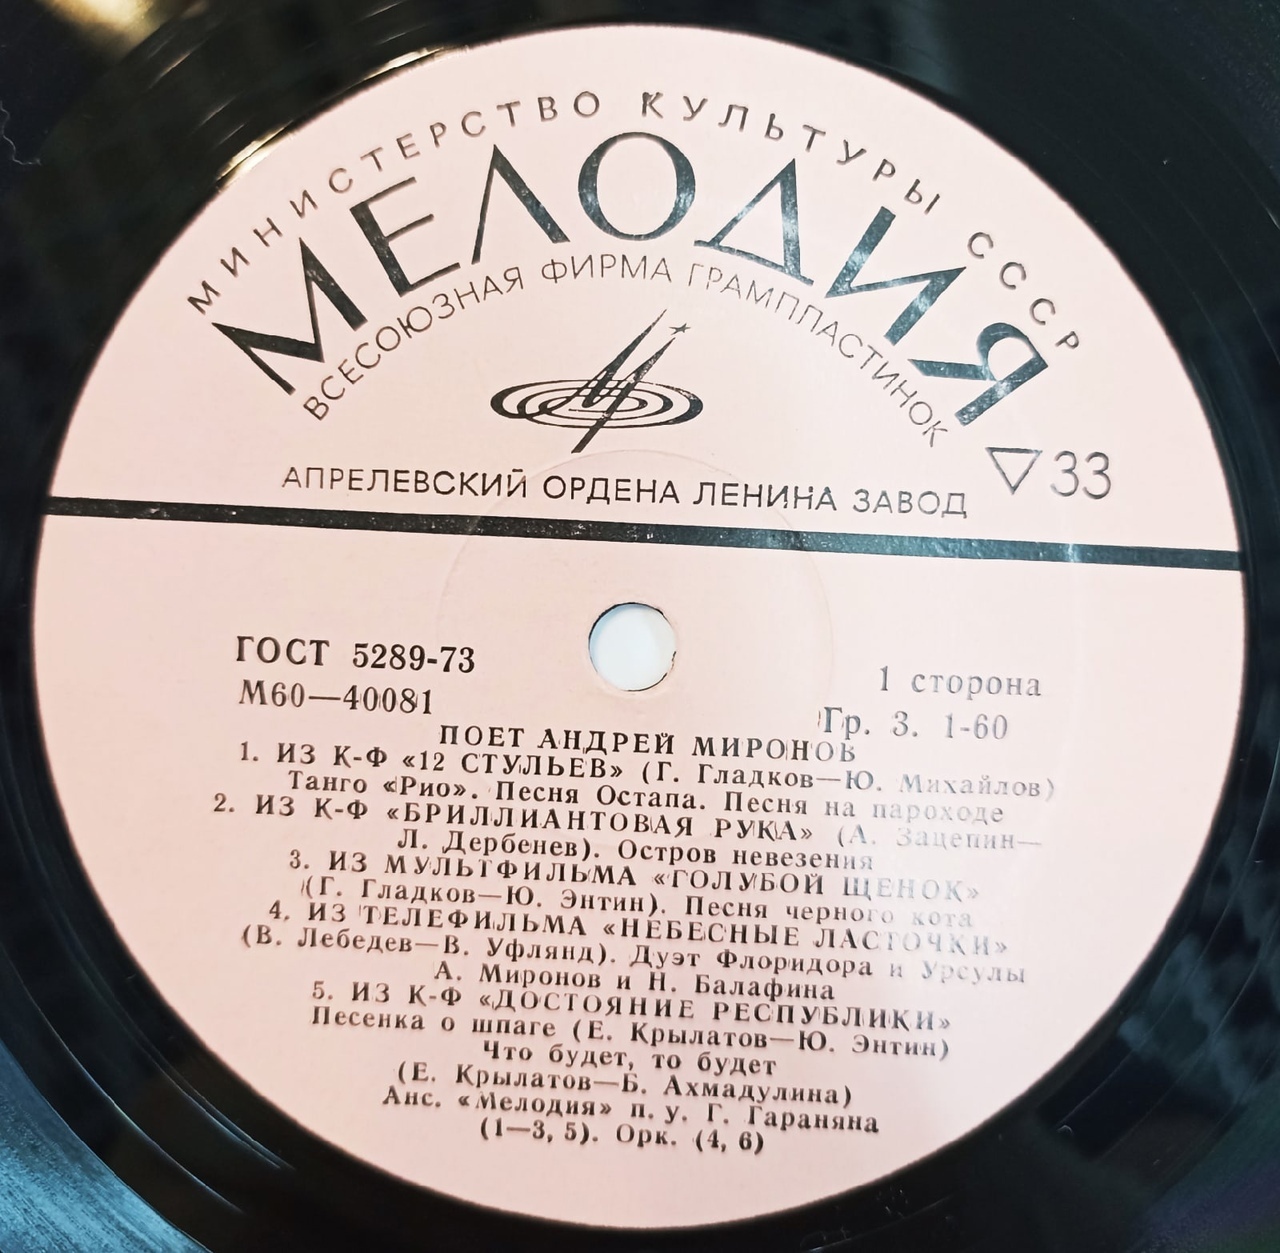 МИНИСТЕРСТВО КУЛЬТУРЫ СССР
МЕЛОДИЯ
ВСЕСОЮЗНАЯ ФИРМА ГРАМПЛАСТИНОК
▽33
АПРЕЛЕВСКИЙ ОРДЕНА ЛЕНИНА ЗАВОД
ГОСТ 5289-73
М60—40081
1 сторона
Гр. 3. 1-60
ПОЕТ АНДРЕЙ МИРОНОВ
1. ИЗ К-Ф «12 СТУЛЬЕВ» (Г. Гладков—Ю. Михайлов)
Танго «Рио». Песня Остапа. Песня на пароходе
2. ИЗ К-Ф «БРИЛЛИАНТОВАЯ РУКА» (А. Зацепин—
Л. Дербенев). Остров невезения
3. ИЗ МУЛЬТФИЛЬМА «ГОЛУБОЙ ЩЕНОК»
(Г. Гладков—Ю. Энтин). Песня черного кота
4. ИЗ ТЕЛЕФИЛЬМА «НЕБЕСНЫЕ ЛАСТОЧКИ»
(В. Лебедев—В. Уфлянд). Дуэт Флоридора и Урсулы
А. Миронов и Н. Балафина
5. ИЗ К-Ф «ДОСТОЯНИЕ РЕСПУБЛИКИ»
Песенка о шпаге (Е. Крылатов—Ю. Энтин)
Что будет, то будет
(Е. Крылатов—Б. Ахмадулина)
Анс. «Мелодия» п. у. Г. Гараняна
(1—3, 5). Орк. (4, 6)